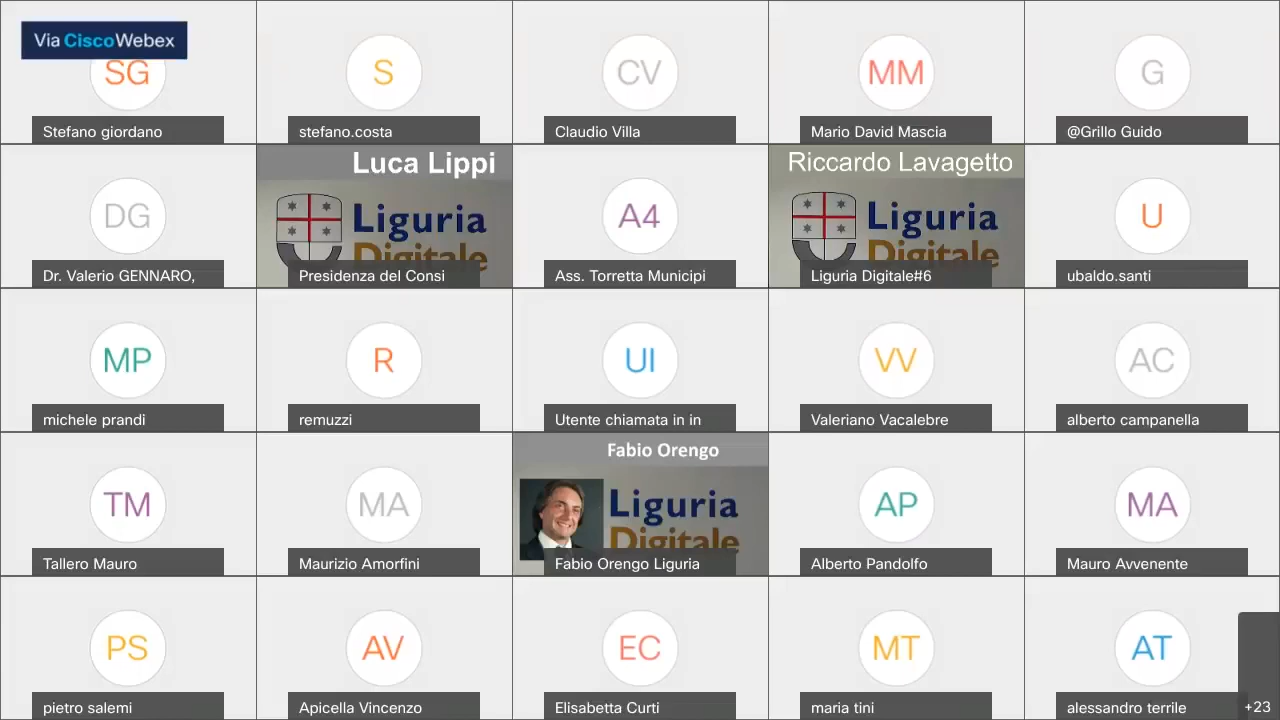 Via CiscoWebex
SG
Stefano giordano
S
stefano.costa
CV
Claudio Villa
MM
Mario David Mascia
G
@Grillo Guido
DG
Dr. Valerio GENNARO,
Luca Lippi
Liguria
Digitale
Presidenza del Consi
A4
Ass. Torretta Municipi
Riccardo Lavagetto
Liguria
Digitale
Liguria Digitale#6
U
ubaldo.santi
MP
michele prandi
R
remuzzi
UI
Utente chiamata in in
VV
Valeriano Vacalebre
AC
alberto campanella
TM
Tallero Mauro
MA
Maurizio Amorfini
Fabio Orengo
Liguria
Digitale
Fabio Orengo Liguria
AP
Alberto Pandolfo
MA
Mauro Avvenente
PS
pietro salemi
AV
Apicella Vincenzo
EC
Elisabetta Curti
MT
maria tini
AT
alessandro terrile
+23